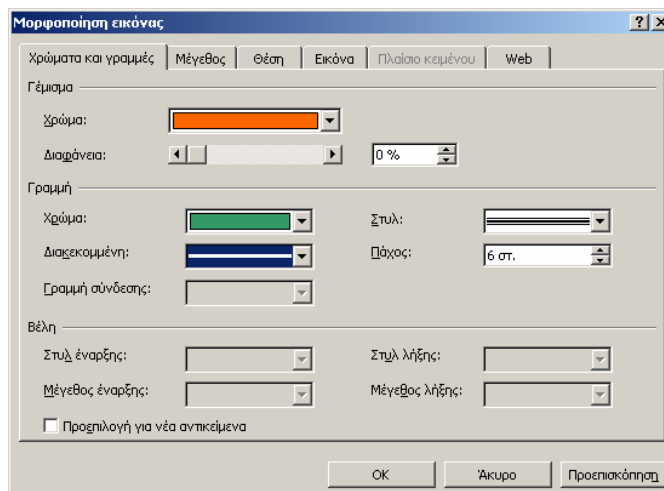 Μορφοποίηση εικόνας
Χρώματα και γραμμές Μέγεθος Θέση Εικόνα Πλαίσιο κειμένου Web
Γέμισμα
Χρώμα:
Διαφάνεια: 0 %
Γραμμή
Χρώμα: Στυλ:
Διακεκομμένη: Πάχος: 6 στ.
Γραμμή σύνδεσης:
Βέλη
Στυλ έναρξης: Στυλ λήξης:
Μέγεθος έναρξης: Μέγεθος λήξης:
Προεπιλογή για νέα αντικείμενα
OK Άκυρο Προεπισκόπηση